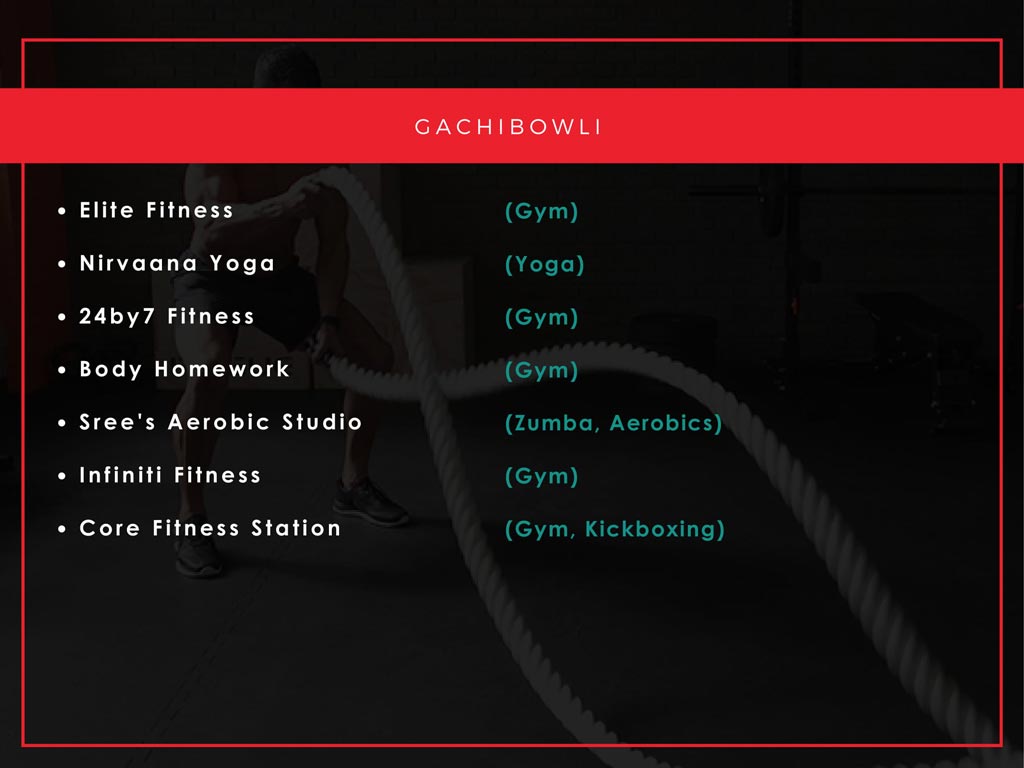 GACHIBOWLI
• Elite Fitness (Gym)
• Nirvaana Yoga (Yoga)
• 24by7 Fitness (Gym)
• Body Homework (Gym)
• Sree's Aerobic Studio (Zumba, Aerobics)
• Infiniti Fitness (Gym)
• Core Fitness Station (Gym, Kickboxing)